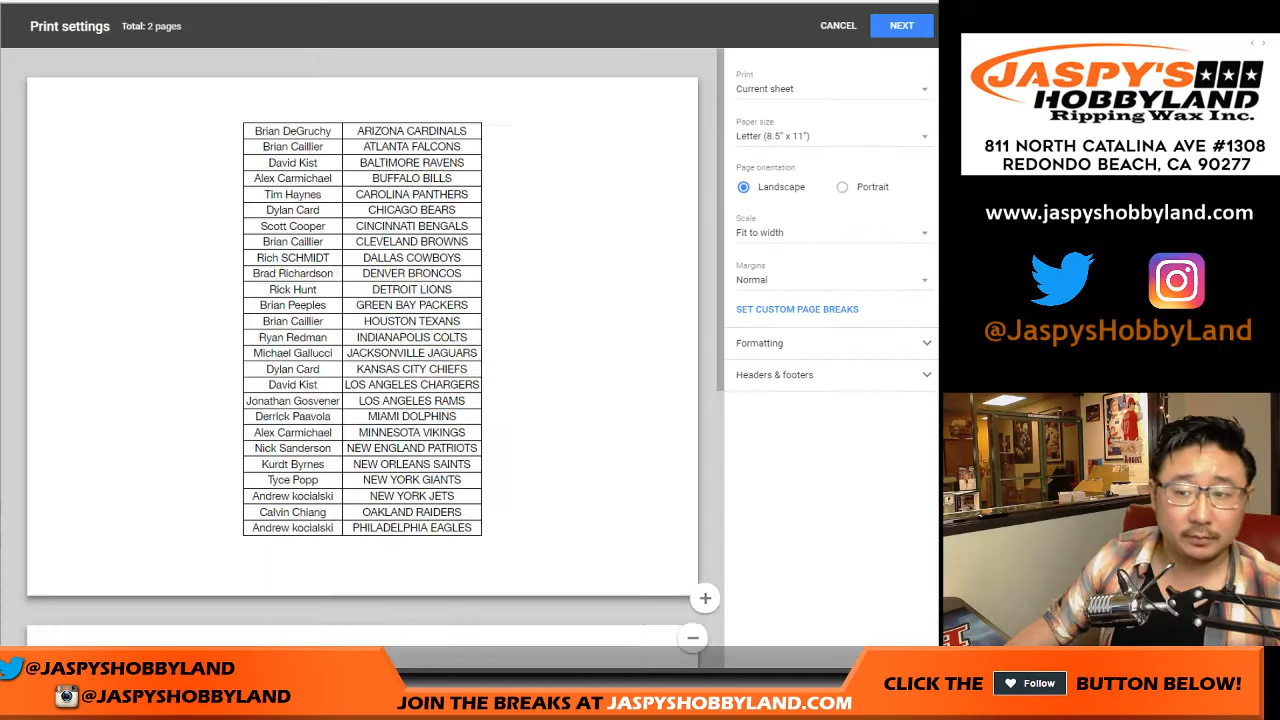 Print settings Total: 2 pages CANCEL NEXT
Brian DeGruchy ARIZONA CARDINALS
Brian Caillier ATLANTA FALCONS
David Kist BALTIMORE RAVENS
Alex Carmichael BUFFALO BILLS
Tim Haynes CAROLINA PANTHERS
Dylan Card CHICAGO BEARS
Scott Cooper CINCINNATI BENGALS
Brian Caillier CLEVELAND BROWNS
Rich SCHMIDT DALLAS COWBOYS
Brad Richardson DENVER BRONCOS
Rick Hunt DETROIT LIONS
Brian Peeples GREEN BAY PACKERS
Brian Caillier HOUSTON TEXANS
Ryan Redman INDIANAPOLIS COLTS
Michael Gallucci JACKSONVILLE JAGUARS
Dylan Card KANSAS CITY CHIEFS
David Kist LOS ANGELES CHARGERS
Jonathan Gosvener LOS ANGELES RAMS
Derrick Paavola MIAMI DOLPHINS
Alex Carmichael MINNESOTA VIKINGS
Nick Sanderson NEW ENGLAND PATRIOTS
Kurdt Byrnes NEW ORLEANS SAINTS
Tyce Popp NEW YORK GIANTS
Andrew kocialski NEW YORK JETS
Calvin Chiang OAKLAND RAIDERS
Andrew kocialski PHILADELPHIA EAGLES
Print
Current sheet
Paper size
Letter (8.5" x 11")
Page orientation
Landscape Portrait
Scale
Fit to width
Margins
Normal
SET CUSTOM PAGE BREAKS
Formatting
Headers & footers
JASPY'S
HOBBYLAND
Ripping Wax Inc.
811 NORTH CATALINA AVE #1308
REDONDO BEACH, CA 90277
www.jaspyshobbyland.com
@JaspysHobbyLand
@JASPYSHOBBYLAND
@JASPYSHOBBYLAND
JOIN THE BREAKS AT JASPYSHOBBYLAND.COM
CLICK THE Follow BUTTON BELOW!